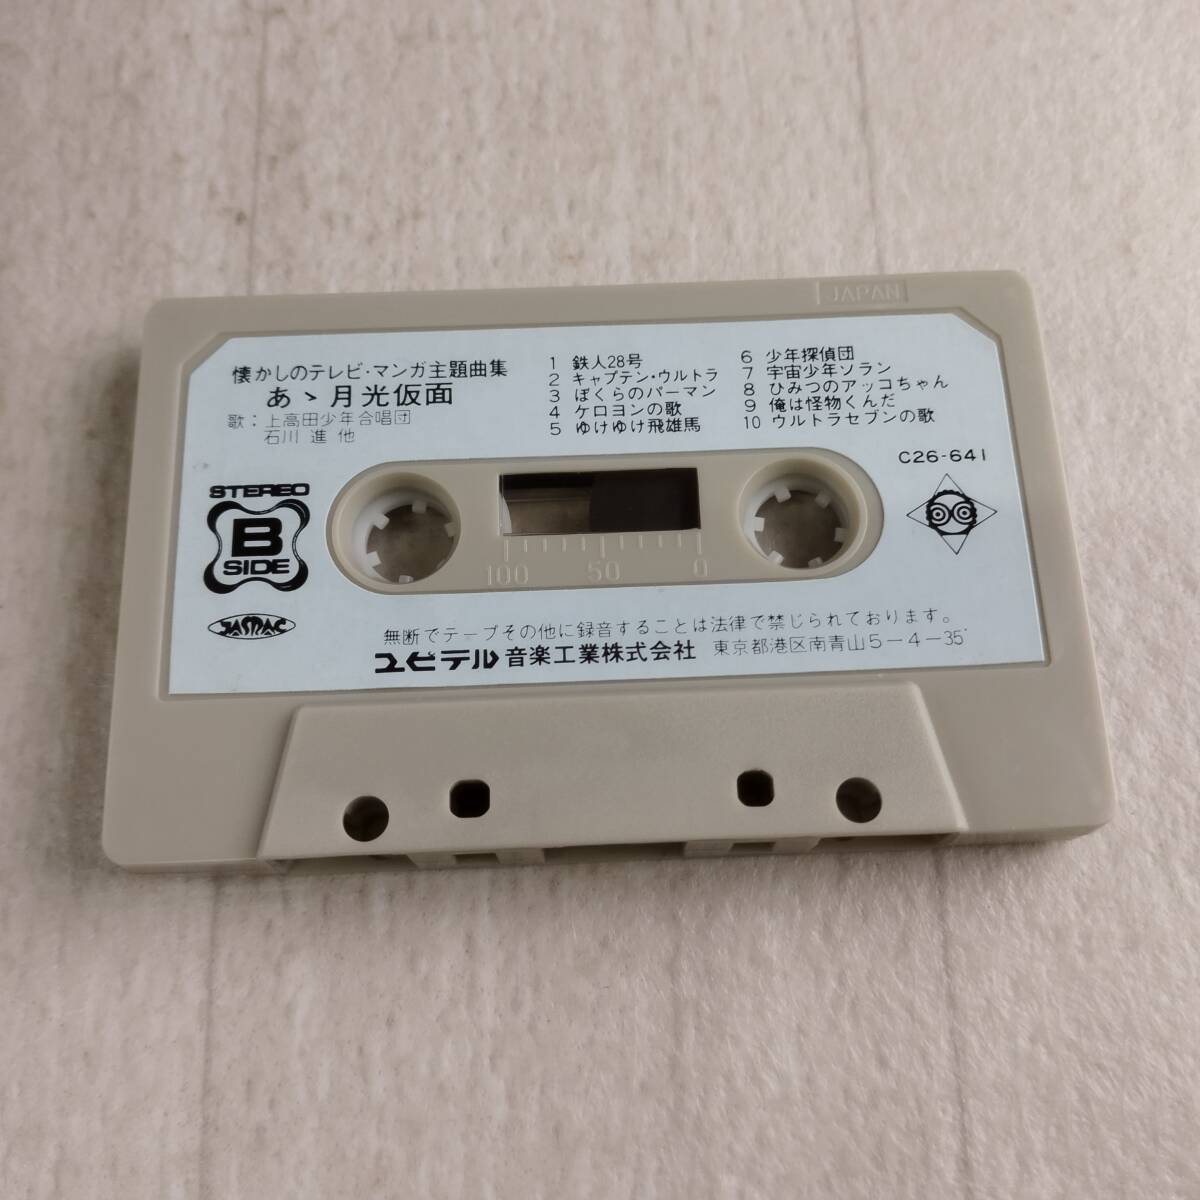 JAPAN
懐かしのテレビ・マンガ主題曲集
あゝ月光仮面
歌：上高田少年合唱団
石川 進 他
1 鉄人28号
2 キャプテン・ウルトラ
3 ぼくらのパーマン
4 ケロヨンの歌
5 ゆけゆけ飛雄馬
6 少年探偵団
7 宇宙少年ソラン
8 ひみつのアッコちゃん
9 俺は怪物くんだ
10 ウルトラセブンの歌
C26-641
STEREO
B
SIDE
JASRAC
100 50 0
無断でテープその他に録音することは法律で禁じられております。
ユピテル音楽工業株式会社 東京都港区南青山5-4-35